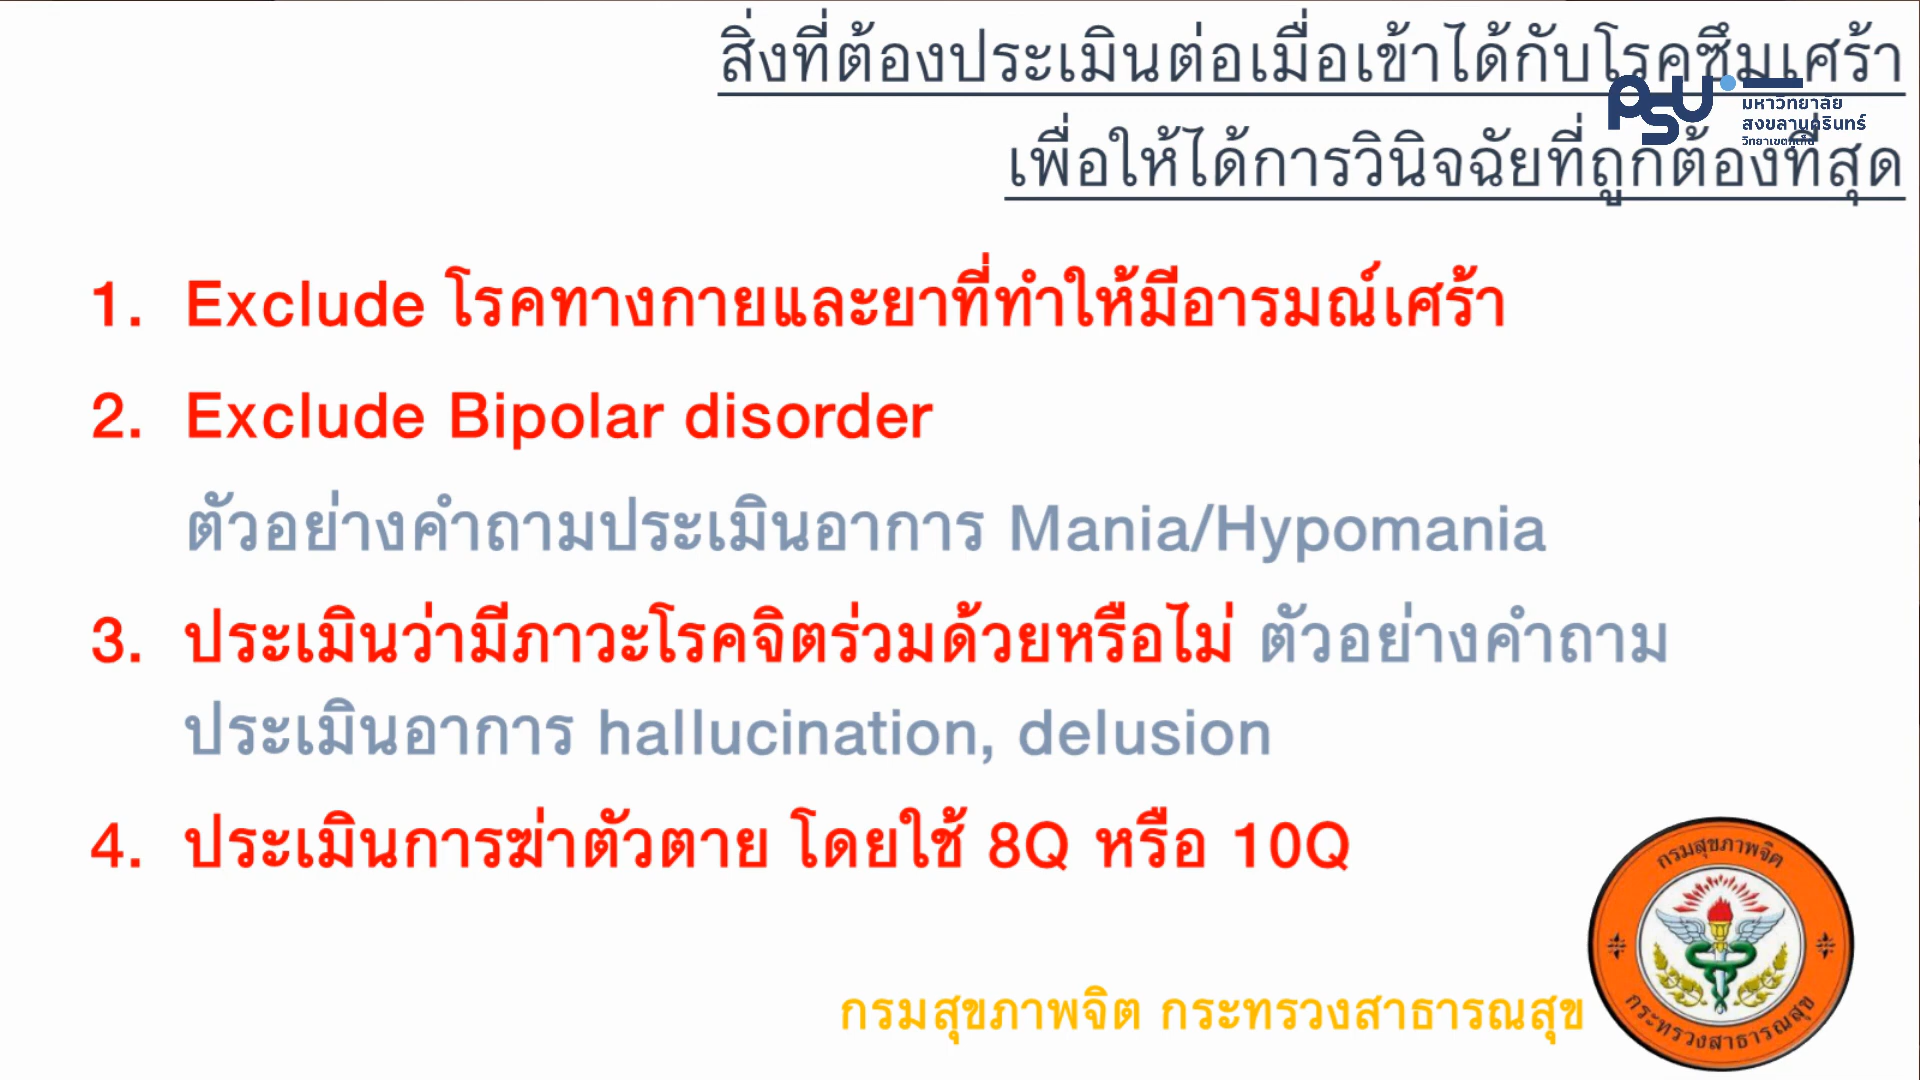 สิ่งที่ต้องประเมินต่อเมื่อเข้าได้กับโรคซึมเศร้า
เพื่อให้ได้การวินิจฉัยที่ถูกต้องที่สุด
PSU
มหาวิทยาลัย
สงขลานครินทร์
1. Exclude โรคทางกายและยาที่ทำให้มีอารมณ์เศร้า
2. Exclude Bipolar disorder
ตัวอย่างคำถามประเมินอาการ Mania/Hypomania
3. ประเมินว่ามีภาวะโรคจิตร่วมด้วยหรือไม่ ตัวอย่างคำถาม
ประเมินอาการ hallucination, delusion
4. ประเมินการฆ่าตัวตาย โดยใช้ 8Q หรือ 10Q
กรมสุขภาพจิต กระทรวงสาธารณสุข
กรมสุขภาพจิต
กระทรวงสาธารณสุข